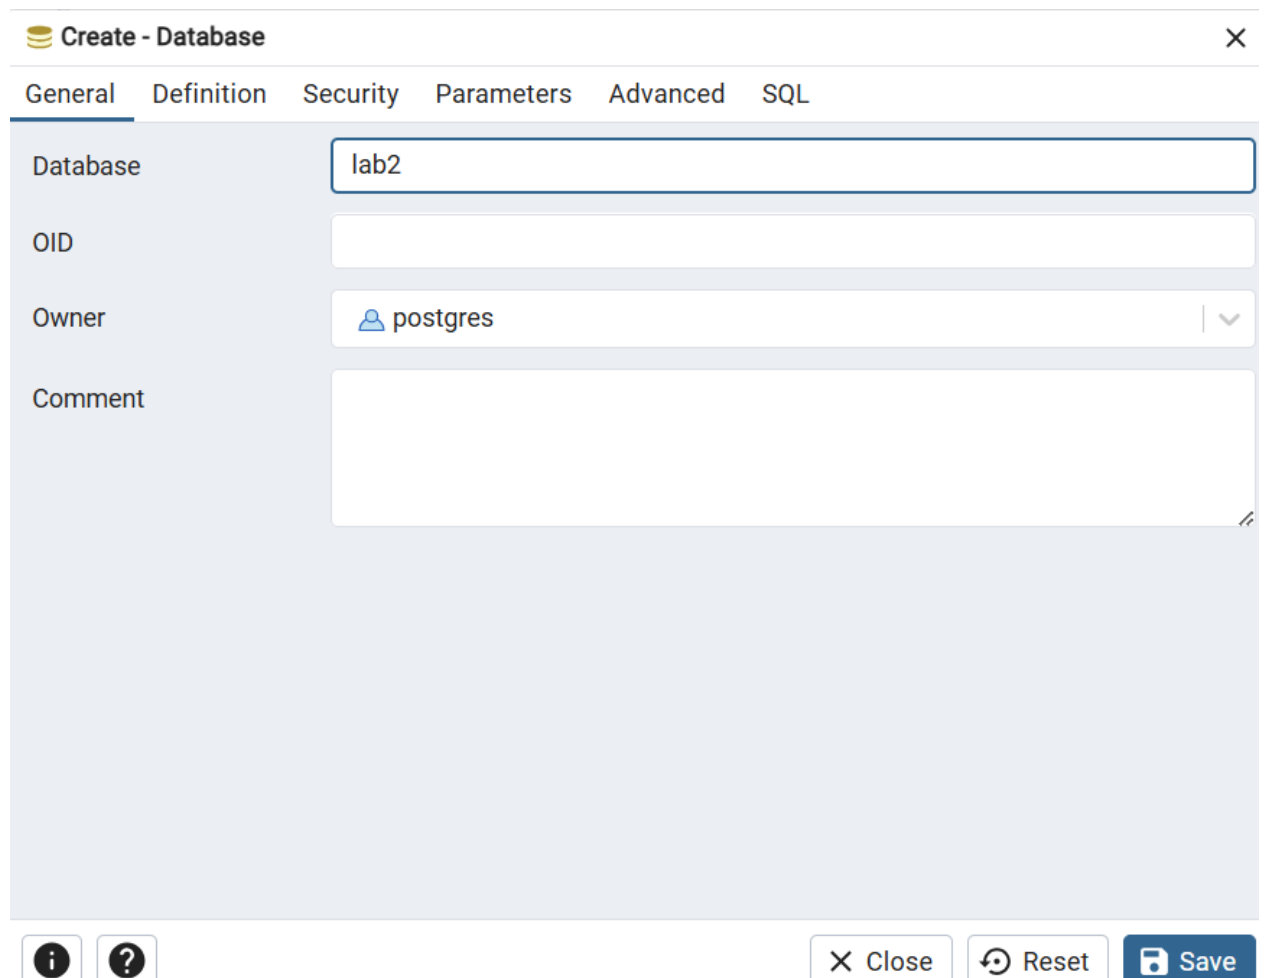 Create - Database
General Definition Security Parameters Advanced SQL
Database lab2
OID
Owner postgres
Comment
Close Reset Save